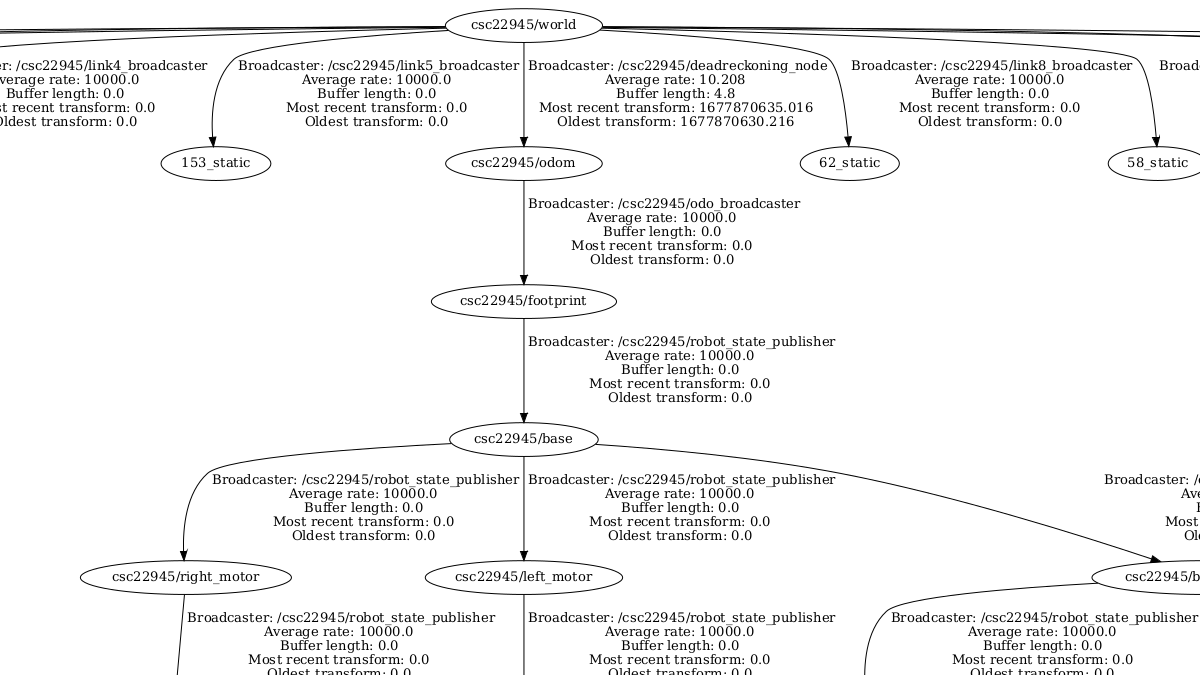 csc22945/world
/csc22945/link4_broadcaster
average rate: 10000.0
Buffer length: 0.0
recent transform: 0.0
Oldest transform: 0.0
Broadcaster: /csc22945/link5_broadcaster
Average rate: 10000.0
Buffer length: 0.0
Most recent transform: 0.0
Oldest transform: 0.0
Broadcaster: /csc22945/deadreckoning_node
Average rate: 10.208
Buffer length: 4.8
Most recent transform: 1677870635.016
Oldest transform: 1677870630.216
Broadcaster: /csc22945/link8_broadcaster
Average rate: 10000.0
Buffer length: 0.0
Most recent transform: 0.0
Oldest transform: 0.0
153_static
csc22945/odom
62_static
58_static
Broadcaster: /csc22945/odo_broadcaster
Average rate: 10000.0
Buffer length: 0.0
Most recent transform: 0.0
Oldest transform: 0.0
csc22945/footprint
Broadcaster: /csc22945/robot_state_publisher
Average rate: 10000.0
Buffer length: 0.0
Most recent transform: 0.0
Oldest transform: 0.0
csc22945/base
Broadcaster: /csc22945/robot_state_publisher
Average rate: 10000.0
Buffer length: 0.0
Most recent transform: 0.0
Oldest transform: 0.0
Broadcaster: /csc22945/robot_state_publisher
Average rate: 10000.0
Buffer length: 0.0
Most recent transform: 0.0
Oldest transform: 0.0
Broadcaster:
Most
csc22945/right_motor
csc22945/left_motor
csc22945/b
Broadcaster: /csc22945/robot_state_publisher
Average rate: 10000.0
Buffer length: 0.0
Most recent transform: 0.0
Oldest transform: 0.0
Broadcaster: /csc22945/robot_state_publisher
Average rate: 10000.0
Buffer length: 0.0
Most recent transform: 0.0
Oldest transform: 0.0
Broadcaster: /csc22945/robot_state_publisher
Average rate: 10000.0
Buffer length: 0.0
Most recent transform: 0.0
Oldest transform: 0.0